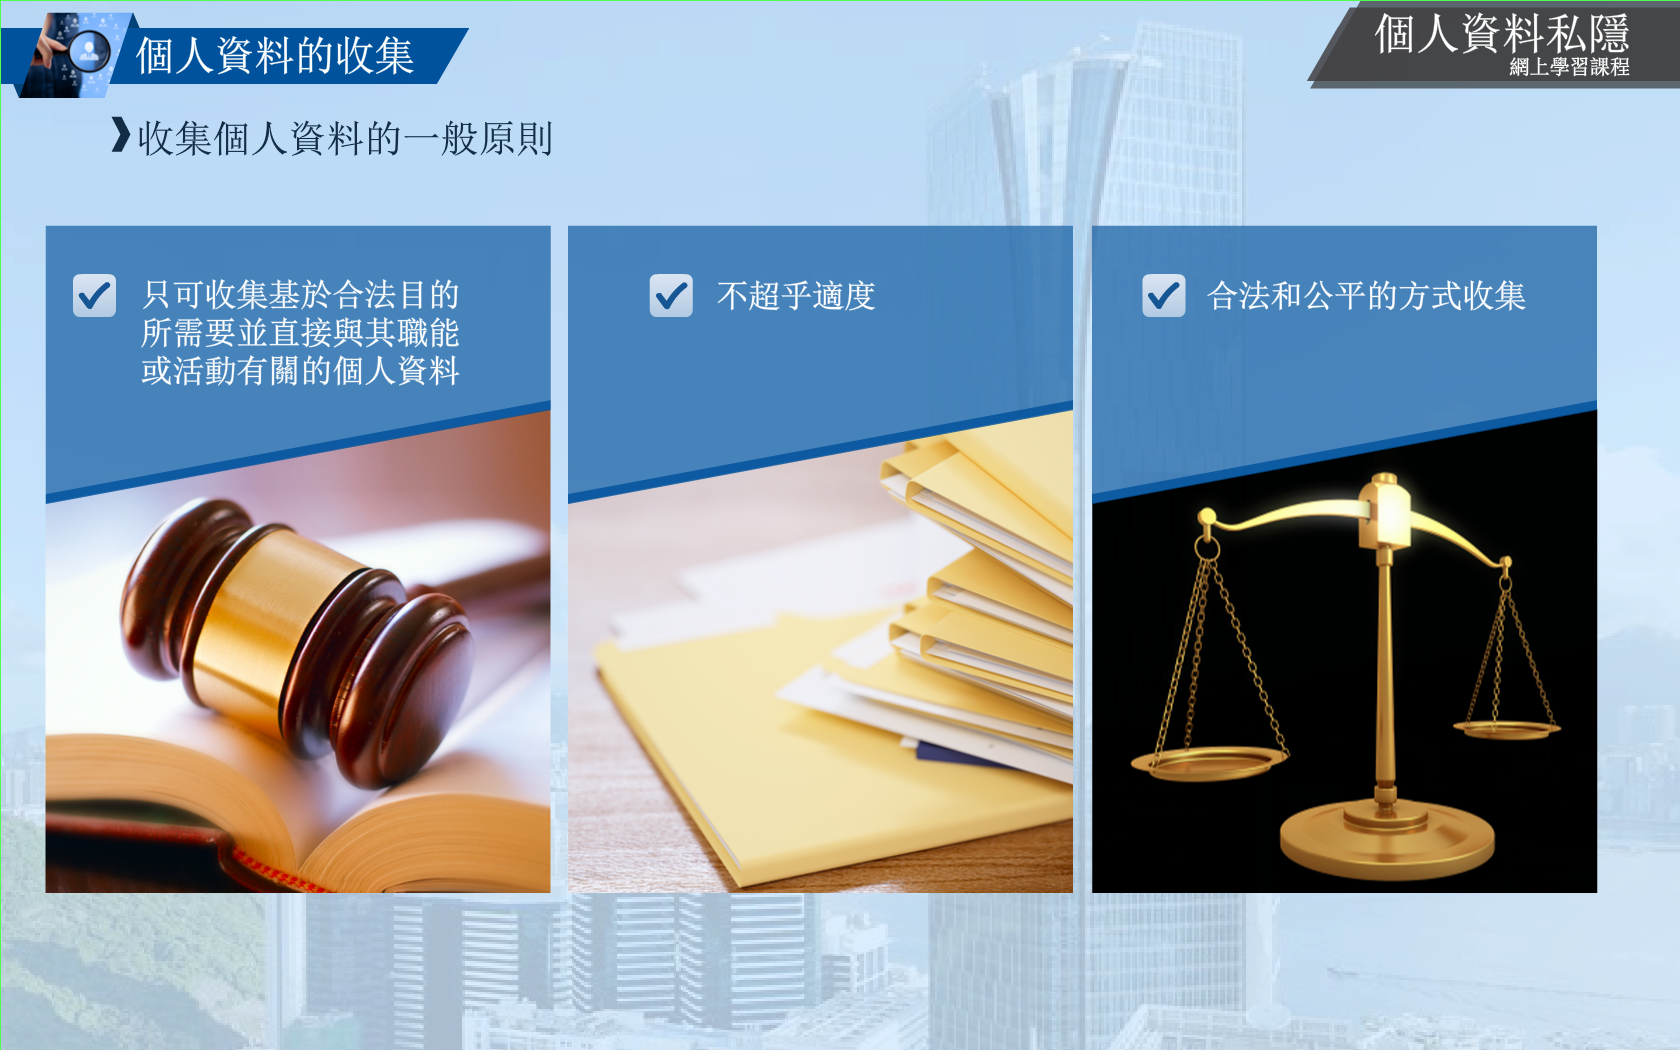 個人資料的收集
個人資料私隱
網上學習課程
收集個人資料的一般原則
只可收集基於合法目的
所需要並直接與其職能
或活動有關的個人資料
不超乎適度
合法和公平的方式收集